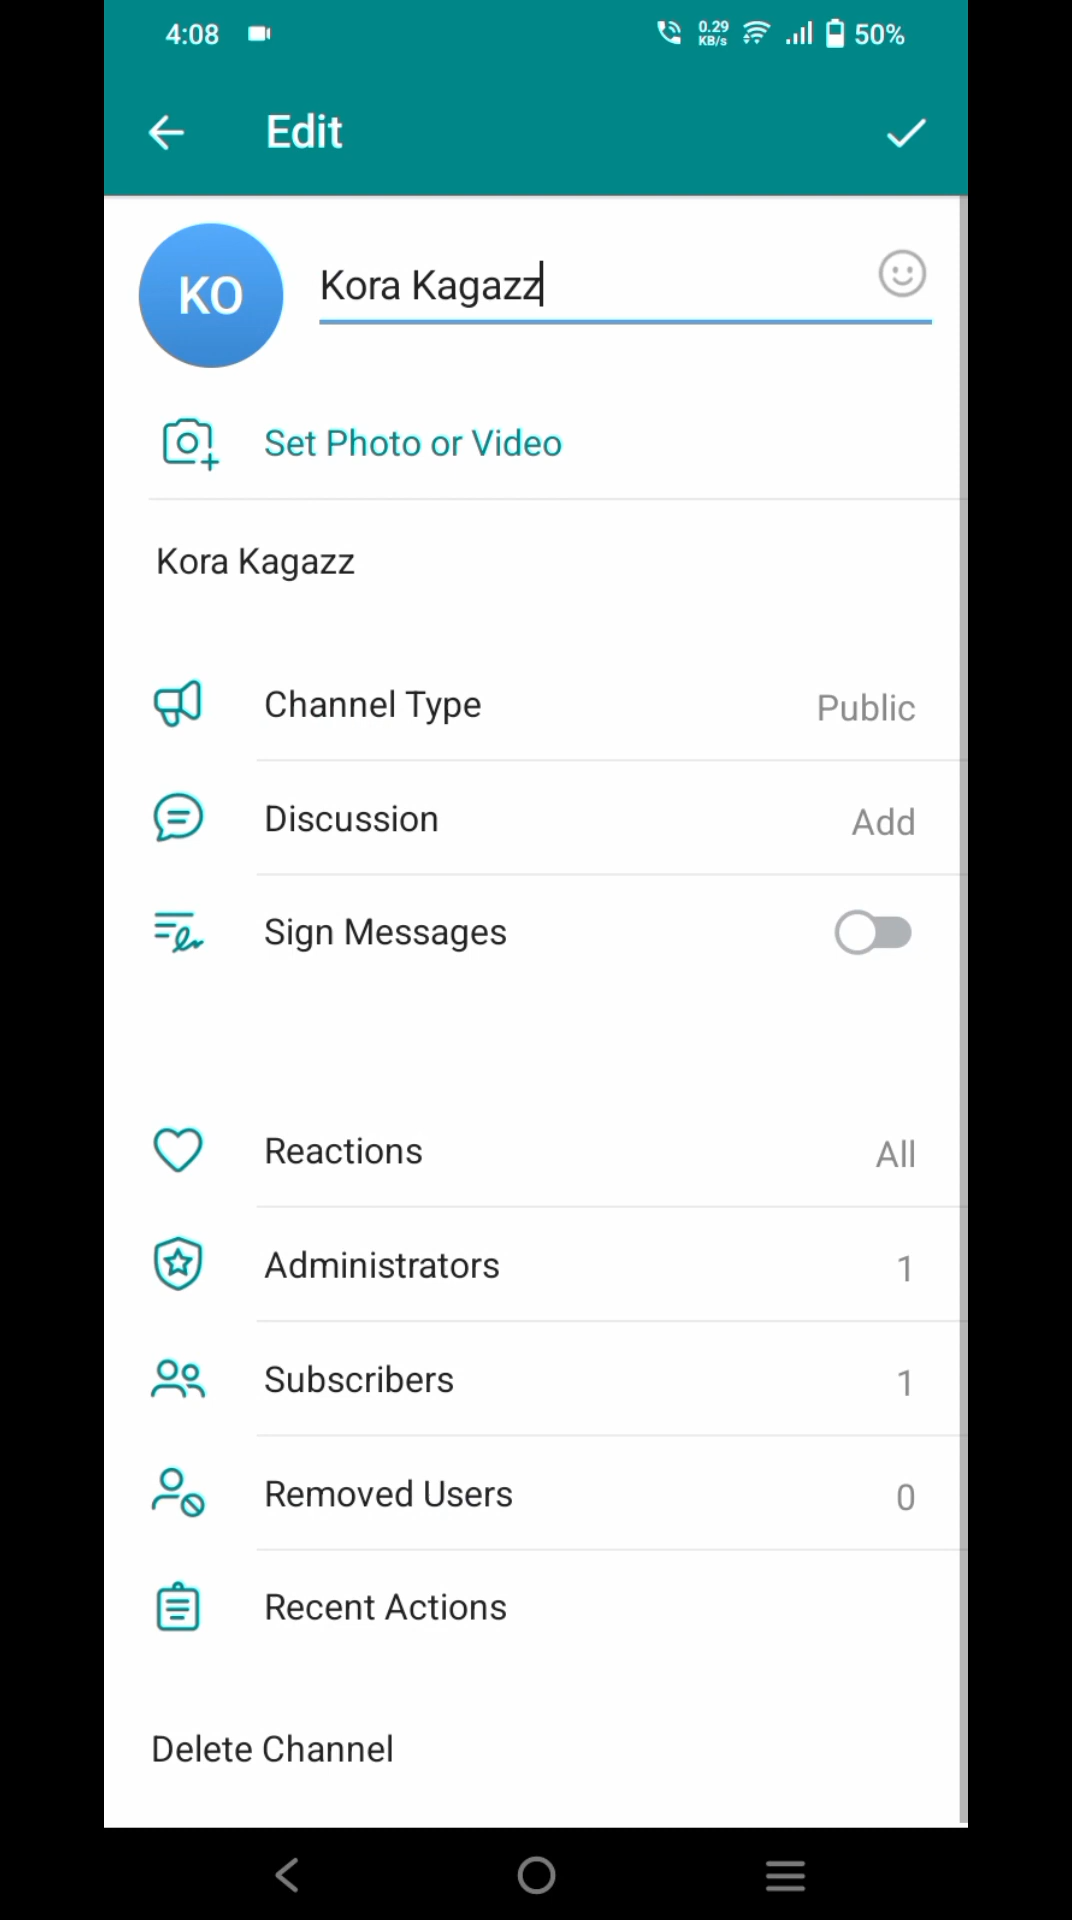 4:08 0.29 KB/s 50%
Edit
KO
Kora Kagazz
Set Photo or Video
Kora Kagazz
Channel Type Public
Discussion Add
Sign Messages
Reactions All
Administrators 1
Subscribers 1
Removed Users 0
Recent Actions
Delete Channel